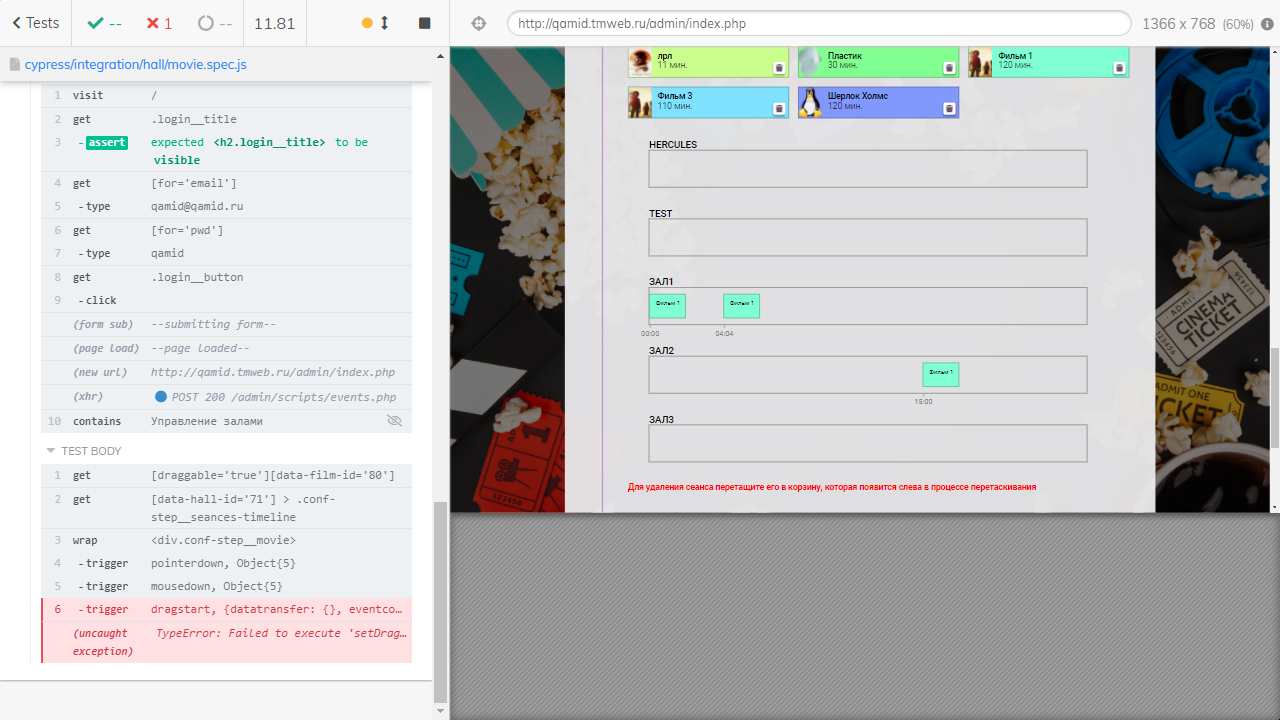 Tests
--
1
--
11.81
http://qamid.tmweb.ru/admin/index.php
1366 x 768 (60%)
cypress/integration/hall/movie.spec.js
1 visit /
2 get .login__title
3 -assert expected <h2.login__title> to be
visible
4 get [for='email']
5 -type qamid@qamid.ru
6 get [for='pwd']
7 -type qamid
8 get .login__button
9 -click
(form sub) --submitting form--
(page load) --page loaded--
(new url) http://qamid.tmweb.ru/admin/index.php
(xhr) POST 200 /admin/scripts/events.php
10 contains Управление залами
TEST BODY
1 get [draggable='true'][data-film-id='80']
2 get [data-hall-id='71'] > .conf-
step__seances-timeline
3 wrap <div.conf-step__movie>
4 -trigger pointerdown, Object{5}
5 -trigger mousedown, Object{5}
6 -trigger dragstart, {datatransfer: {}, eventco…
(uncaught TypeError: Failed to execute 'setDrag…
exception)
лрл
11 мин.
Пластик
30 мин.
Фильм 1
120 мин.
Фильм 3
110 мин.
Шерлок Холмс
120 мин.
HERCULES
TEST
ЗАЛ1
Фильм 1
Фильм 1
00:00
04:04
ЗАЛ2
Фильм 1
15:00
ЗАЛ3
Для удаления сеанса перетащите его в корзину, которая появится слева в процессе перетаскивания
CINEMA
TICKET
ADMIT ONE
TICKET